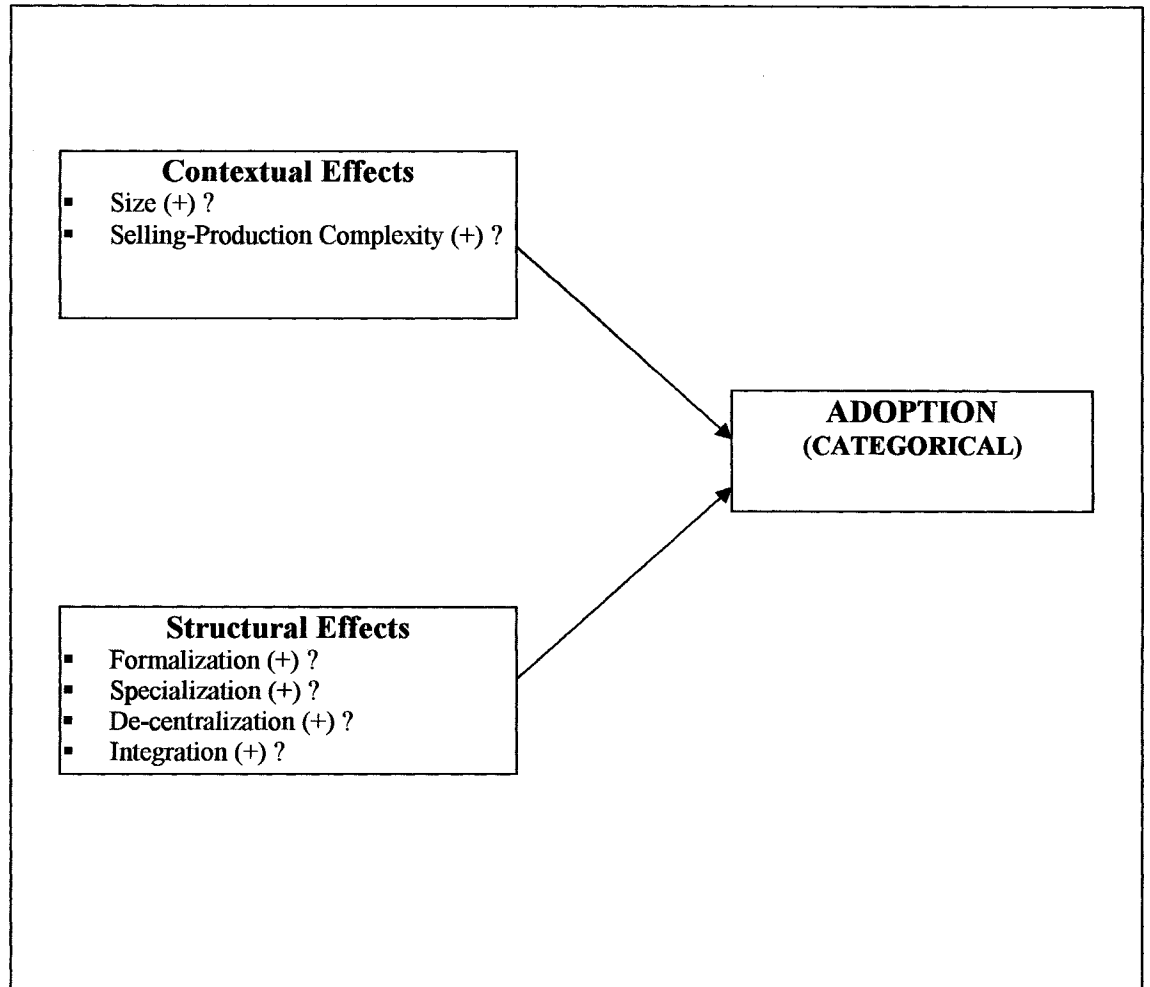 Contextual Effects
▪ Size (+) ?
▪ Selling-Production Complexity (+) ?
ADOPTION
(CATEGORICAL)
Structural Effects
▪ Formalization (+) ?
▪ Specialization (+) ?
▪ De-centralization (+) ?
▪ Integration (+) ?